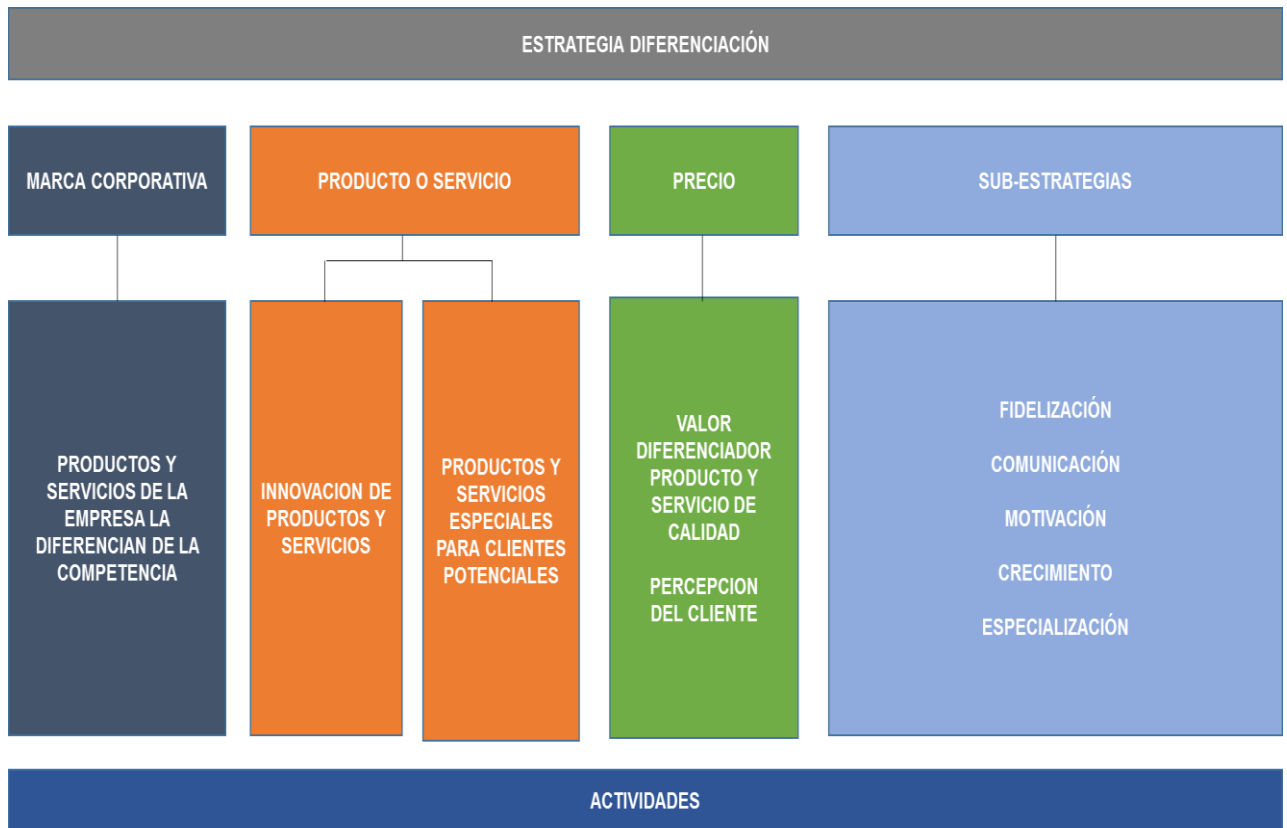 ESTRATEGIA DIFERENCIACIÓN
MARCA CORPORATIVA
PRODUCTO O SERVICIO
PRECIO
SUB-ESTRATEGIAS
PRODUCTOS Y
SERVICIOS DE LA
EMPRESA LA
DIFERENCIAN DE LA
COMPETENCIA
INNOVACION DE
PRODUCTOS Y
SERVICIOS
PRODUCTOS Y
SERVICIOS
ESPECIALES
PARA CLIENTES
POTENCIALES
VALOR
DIFERENCIADOR
PRODUCTO Y
SERVICIO DE
CALIDAD
PERCEPCION
DEL CLIENTE
FIDELIZACIÓN
COMUNICACIÓN
MOTIVACIÓN
CRECIMIENTO
ESPECIALIZACIÓN
ACTIVIDADES